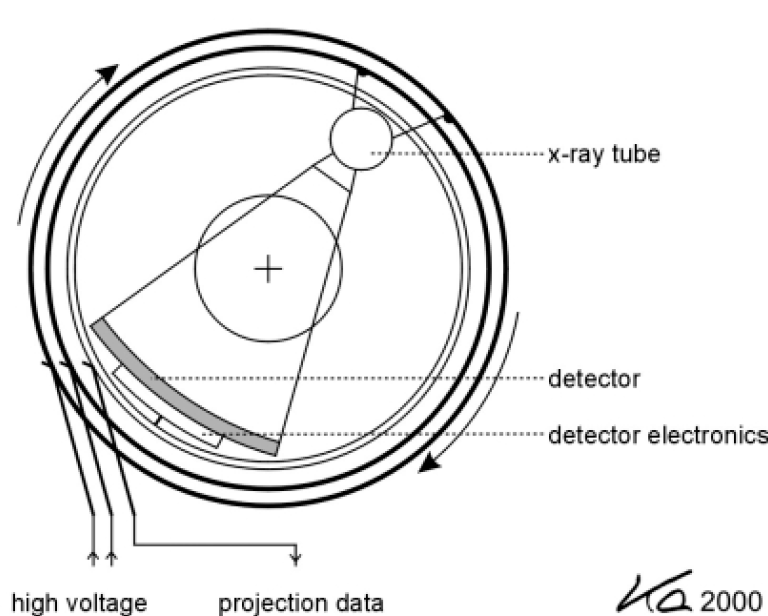 x-ray tube
detector
detector electronics
high voltage
projection data
2000